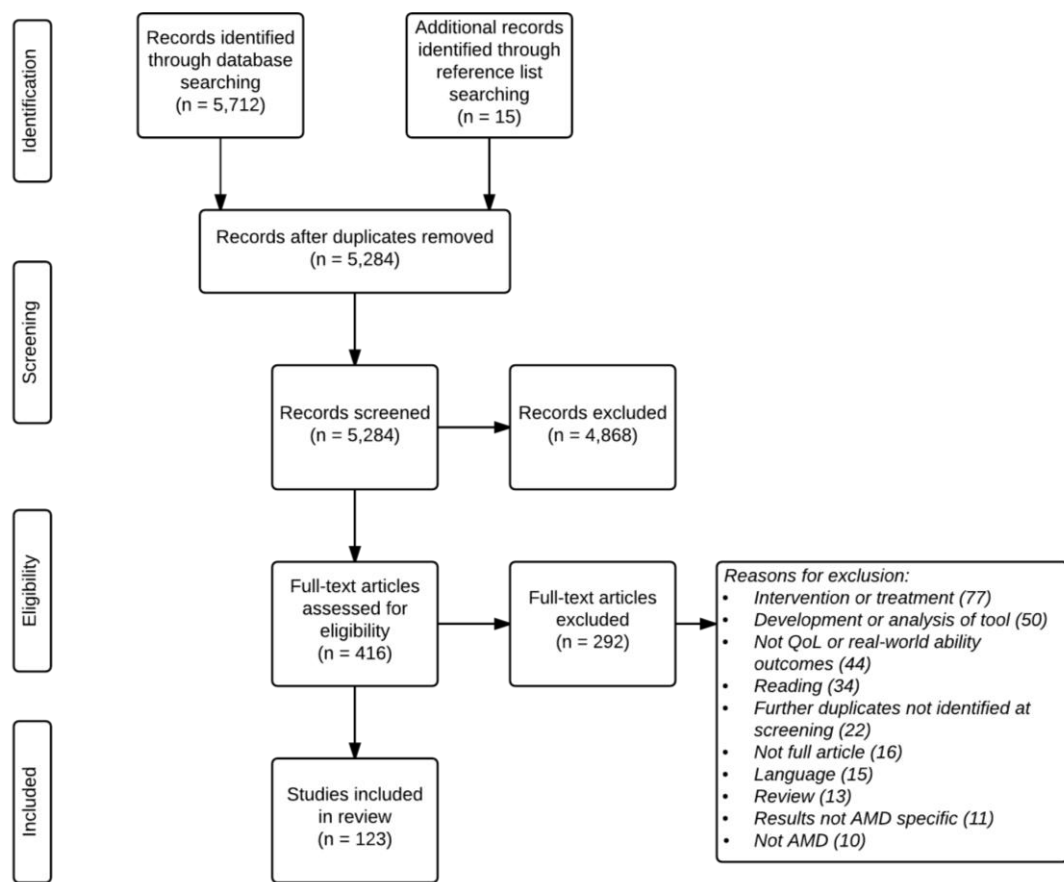 Identification
Records identified
through database
searching
(n = 5,712)
Additional records
identified through
reference list
searching
(n = 15)
Records after duplicates removed
(n = 5,284)
Screening
Records screened
(n = 5,284)
Records excluded
(n = 4,868)
Eligibility
Full-text articles
assessed for
eligibility
(n = 416)
Full-text articles
excluded
(n = 292)
Reasons for exclusion:
• Intervention or treatment (77)
• Development or analysis of tool (50)
• Not QoL or real-world ability
outcomes (44)
• Reading (34)
• Further duplicates not identified at
screening (22)
• Not full article (16)
• Language (15)
• Review (13)
• Results not AMD specific (11)
• Not AMD (10)
Included
Studies included
in review
(n = 123)